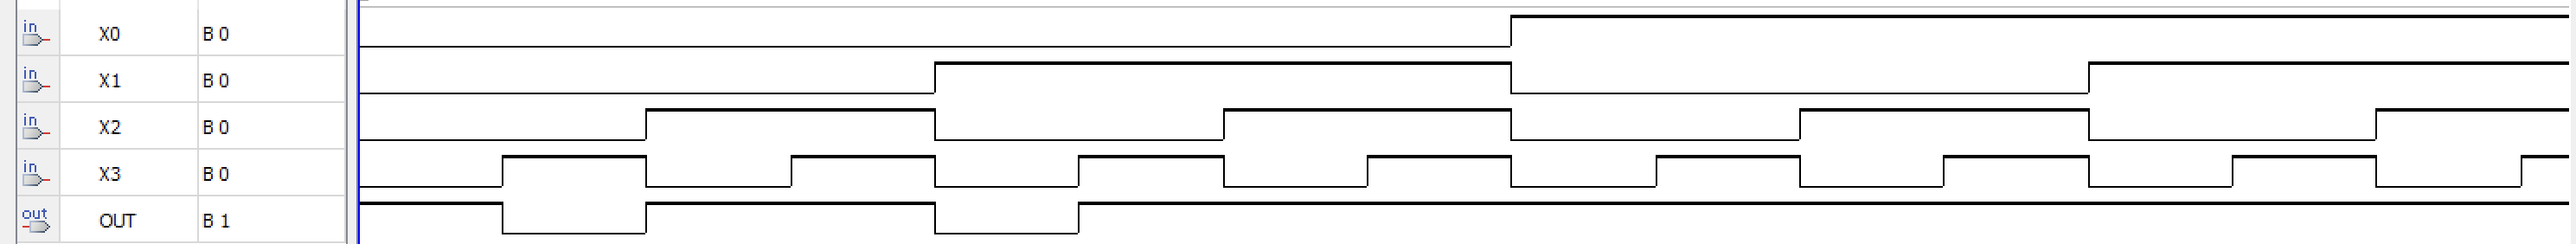 in X0 B 0
in X1 B 0
in X2 B 0
in X3 B 0
out OUT B 1